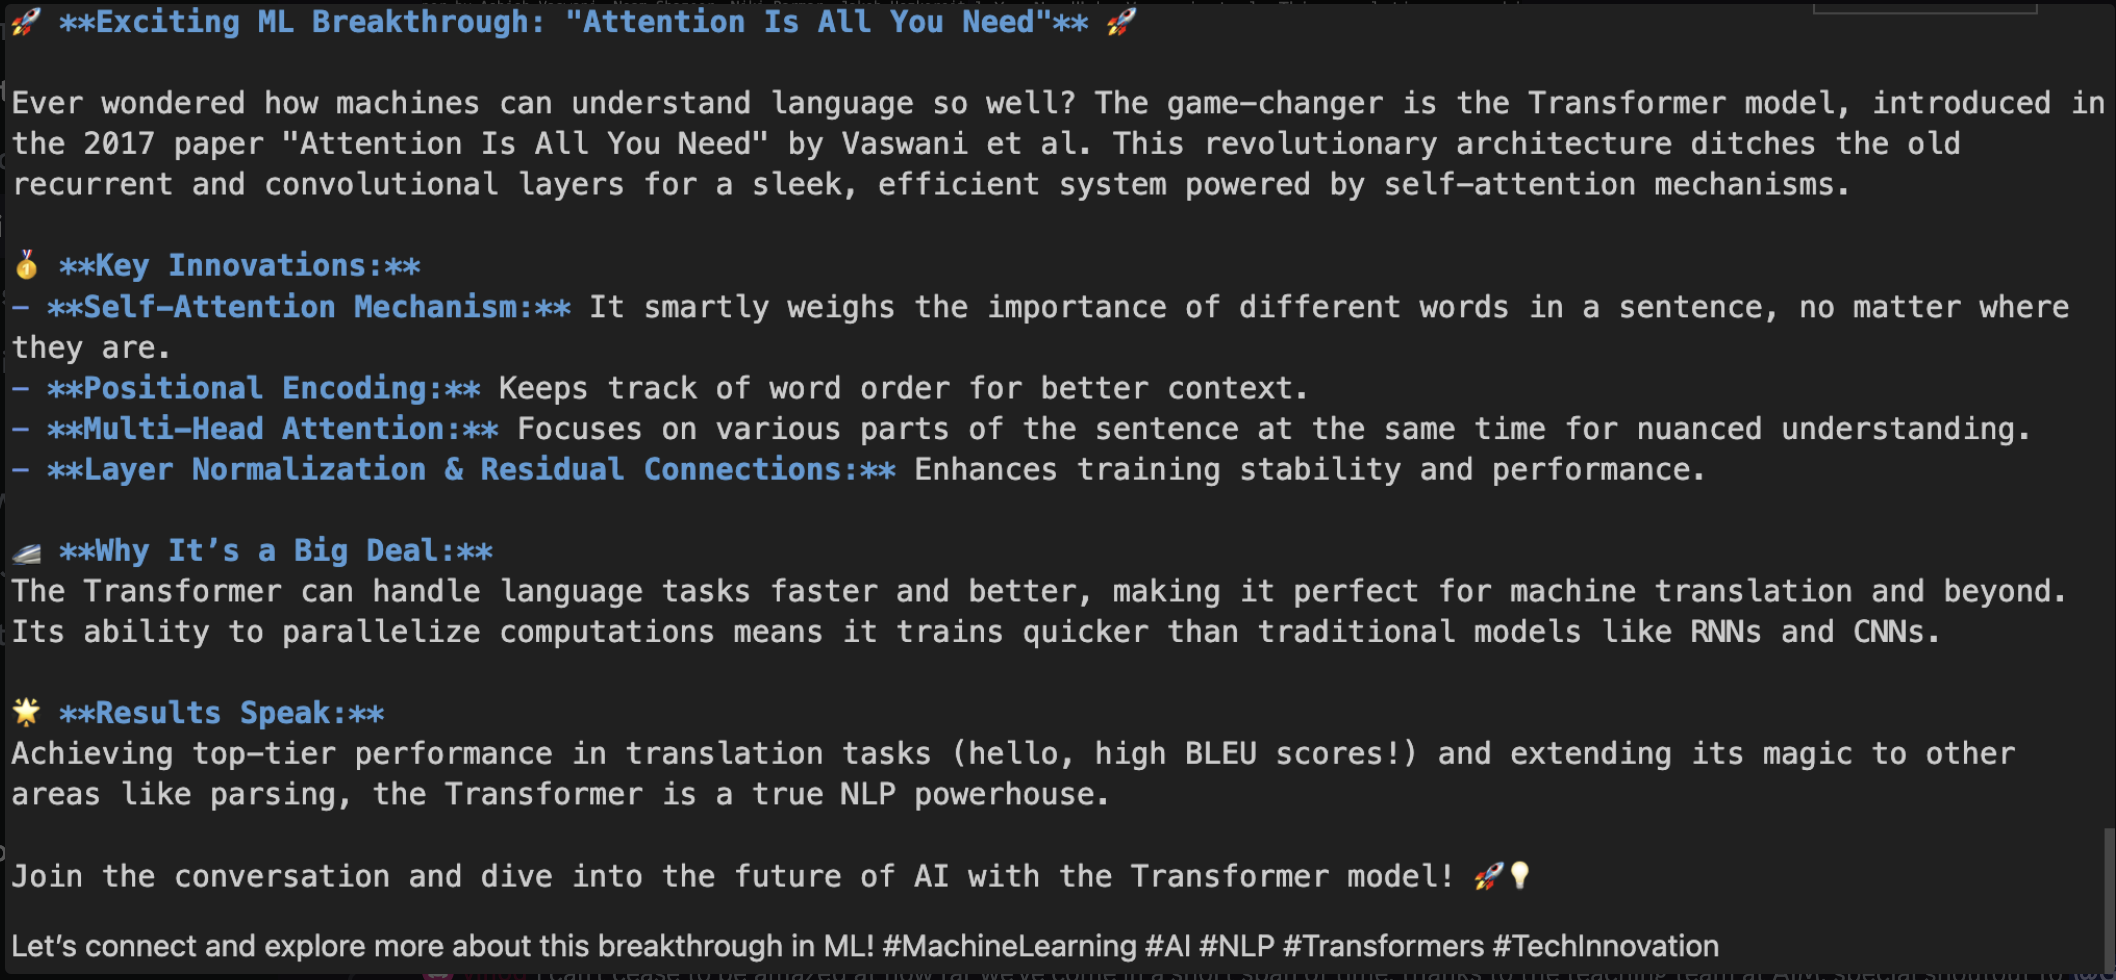 🚀 **Exciting ML Breakthrough: "Attention Is All You Need"** 🚀
Ever wondered how machines can understand language so well? The game-changer is the Transformer model, introduced in
the 2017 paper "Attention Is All You Need" by Vaswani et al. This revolutionary architecture ditches the old
recurrent and convolutional layers for a sleek, efficient system powered by self-attention mechanisms.
🏅 **Key Innovations:**
- **Self-Attention Mechanism:** It smartly weighs the importance of different words in a sentence, no matter where
they are.
- **Positional Encoding:** Keeps track of word order for better context.
- **Multi-Head Attention:** Focuses on various parts of the sentence at the same time for nuanced understanding.
- **Layer Normalization & Residual Connections:** Enhances training stability and performance.
🚄 **Why It’s a Big Deal:**
The Transformer can handle language tasks faster and better, making it perfect for machine translation and beyond.
Its ability to parallelize computations means it trains quicker than traditional models like RNNs and CNNs.
🌟 **Results Speak:**
Achieving top-tier performance in translation tasks (hello, high BLEU scores!) and extending its magic to other
areas like parsing, the Transformer is a true NLP powerhouse.
Join the conversation and dive into the future of AI with the Transformer model! 🚀💡
Let’s connect and explore more about this breakthrough in ML! #MachineLearning #AI #NLP #Transformers #TechInnovation